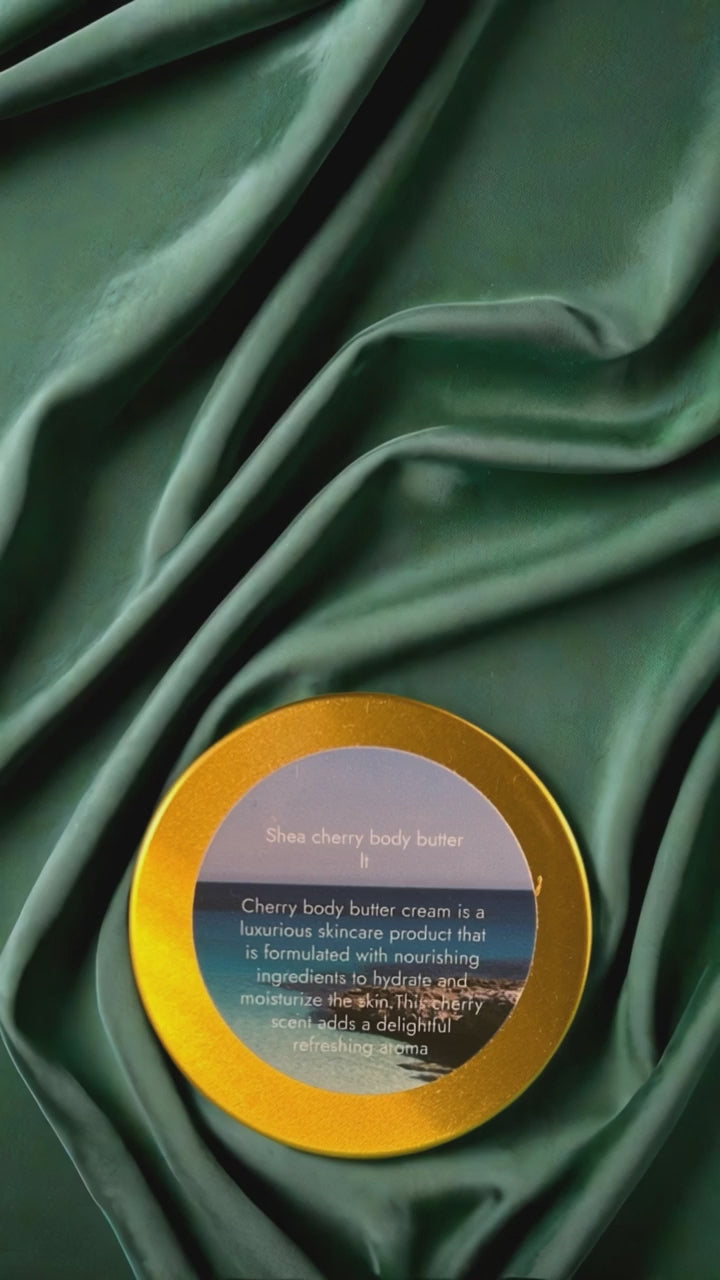 Shea cherry body butter
It
Cherry body butter cream is a
luxurious skincare product that
is formulated with nourishing
ingredients to hydrate and
moisturize the skin.This cherry
scent adds a delightful
refreshing aroma